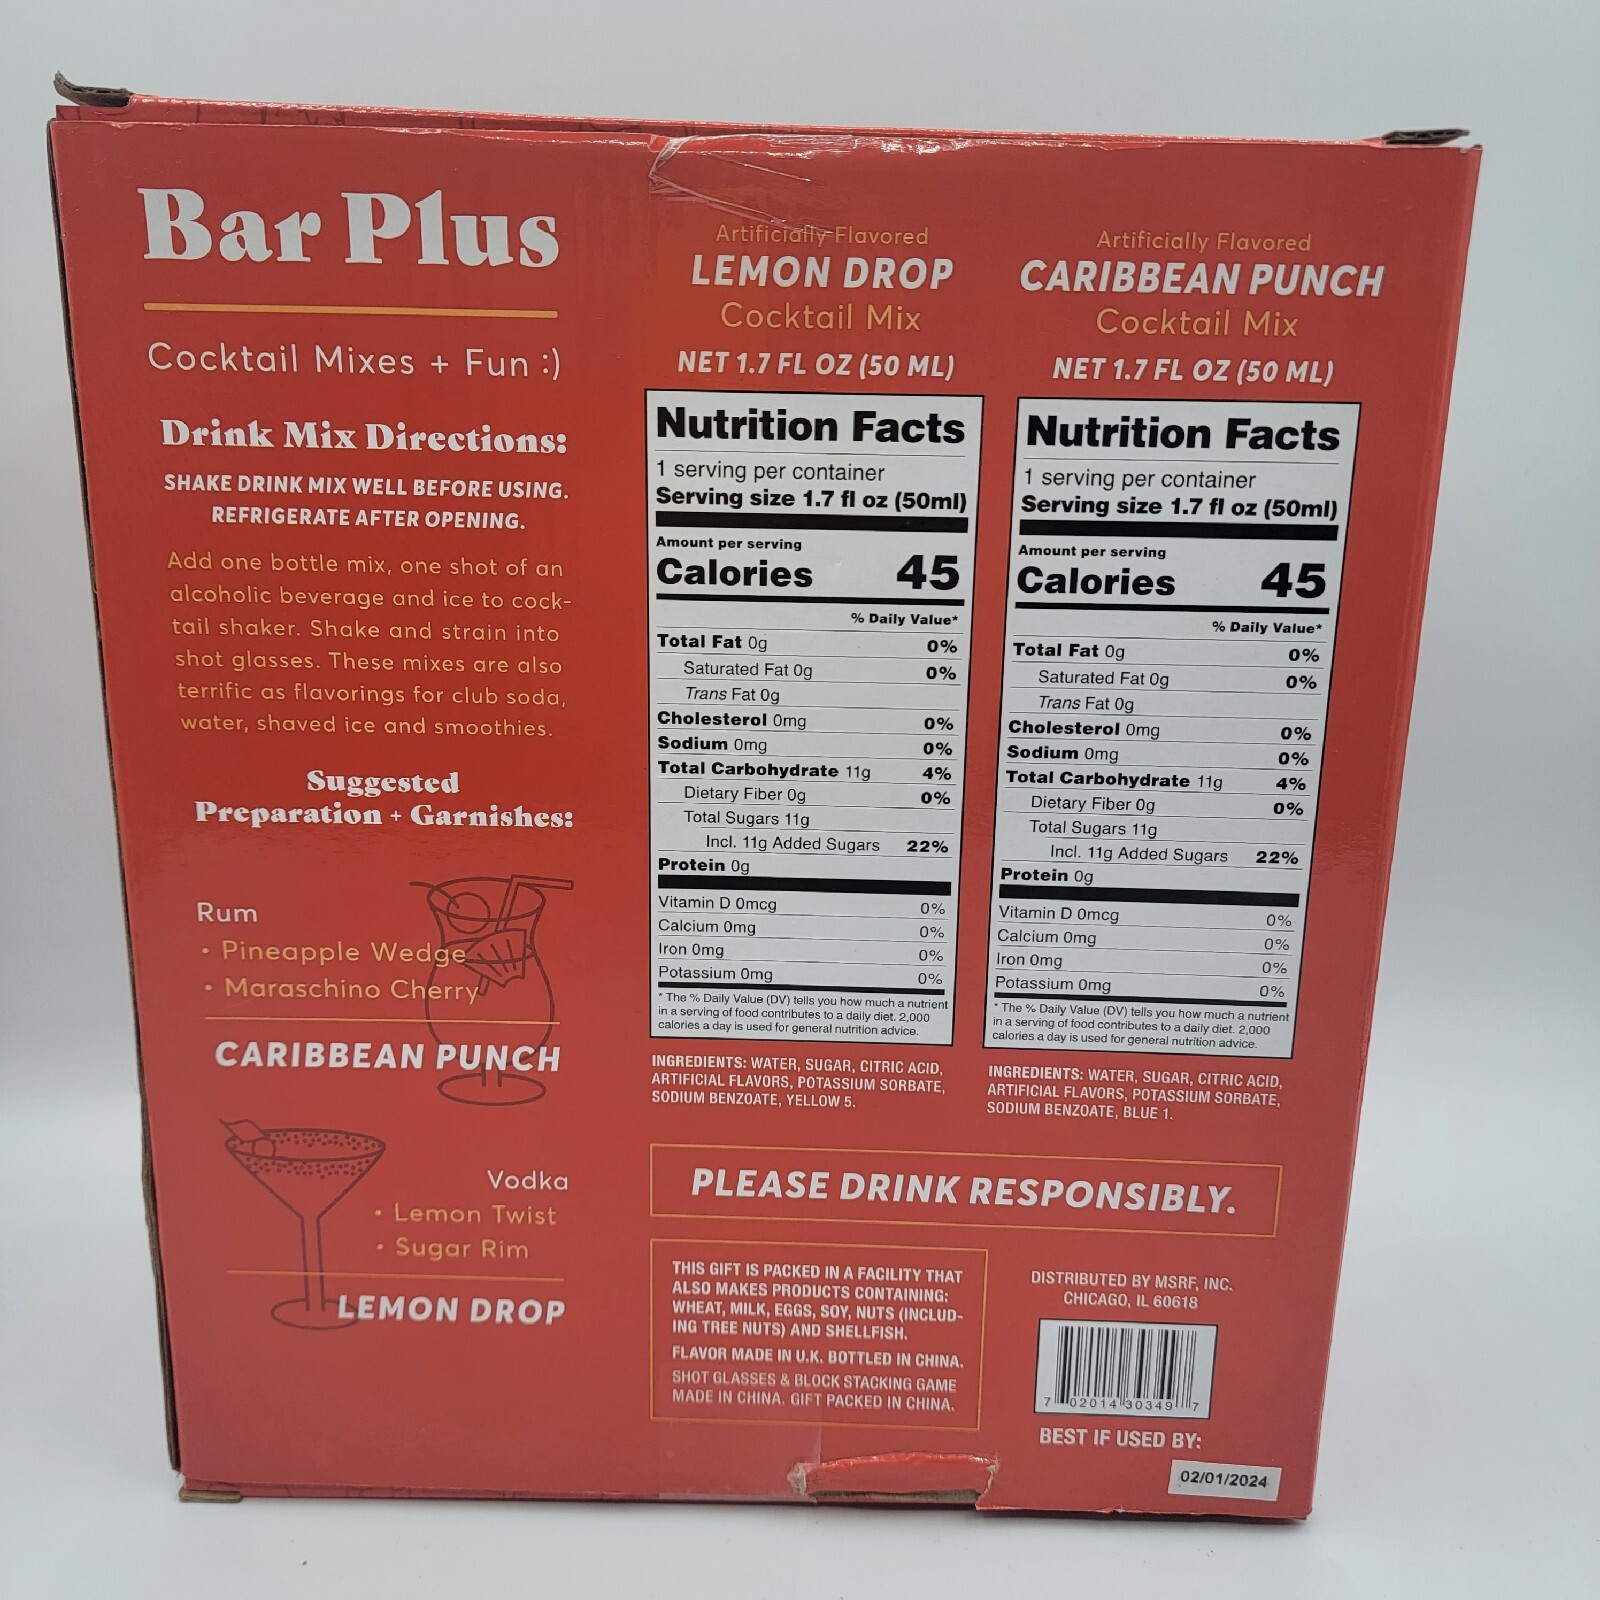 Bar Plus
Cocktail Mixes + Fun :)
Drink Mix Directions:
SHAKE DRINK MIX WELL BEFORE USING.
REFRIGERATE AFTER OPENING.
Add one bottle mix, one shot of an
alcoholic beverage and ice to cock-
tail shaker. Shake and strain into
shot glasses. These mixes are also
terrific as flavorings for club soda,
water, shaved ice and smoothies.
Suggested
Preparation + Garnishes:
Rum
• Pineapple Wedge
• Maraschino Cherry
CARIBBEAN PUNCH
Vodka
• Lemon Twist
• Sugar Rim
LEMON DROP
Artificially Flavored
LEMON DROP
Cocktail Mix
NET 1.7 FL OZ (50 ML)
Nutrition Facts
1 serving per container
Serving size 1.7 fl oz (50ml)
Amount per serving
Calories 45
% Daily Value*
Total Fat 0g 0%
Saturated Fat 0g 0%
Trans Fat 0g
Cholesterol 0mg 0%
Sodium 0mg 0%
Total Carbohydrate 11g 4%
Dietary Fiber 0g 0%
Total Sugars 11g
Incl. 11g Added Sugars 22%
Protein 0g
Vitamin D 0mcg 0%
Calcium 0mg 0%
Iron 0mg 0%
Potassium 0mg 0%
* The % Daily Value (DV) tells you how much a nutrient
in a serving of food contributes to a daily diet. 2,000
calories a day is used for general nutrition advice.
INGREDIENTS: WATER, SUGAR, CITRIC ACID,
ARTIFICIAL FLAVORS, POTASSIUM SORBATE,
SODIUM BENZOATE, YELLOW 5.
Artificially Flavored
CARIBBEAN PUNCH
Cocktail Mix
NET 1.7 FL OZ (50 ML)
Nutrition Facts
1 serving per container
Serving size 1.7 fl oz (50ml)
Amount per serving
Calories 45
% Daily Value*
Total Fat 0g 0%
Saturated Fat 0g 0%
Trans Fat 0g
Cholesterol 0mg 0%
Sodium 0mg 0%
Total Carbohydrate 11g 4%
Dietary Fiber 0g 0%
Total Sugars 11g
Incl. 11g Added Sugars 22%
Protein 0g
Vitamin D 0mcg 0%
Calcium 0mg 0%
Iron 0mg 0%
Potassium 0mg 0%
* The % Daily Value (DV) tells you how much a nutrient
in a serving of food contributes to a daily diet. 2,000
calories a day is used for general nutrition advice.
INGREDIENTS: WATER, SUGAR, CITRIC ACID,
ARTIFICIAL FLAVORS, POTASSIUM SORBATE,
SODIUM BENZOATE, BLUE 1.
PLEASE DRINK RESPONSIBLY.
THIS GIFT IS PACKED IN A FACILITY THAT
ALSO MAKES PRODUCTS CONTAINING:
WHEAT, MILK, EGGS, SOY, NUTS (INCLUD-
ING TREE NUTS) AND SHELLFISH.
FLAVOR MADE IN U.K. BOTTLED IN CHINA.
SHOT GLASSES & BLOCK STACKING GAME
MADE IN CHINA. GIFT PACKED IN CHINA.
DISTRIBUTED BY MSRF, INC.
CHICAGO, IL 60618
7 02014 30349 7
BEST IF USED BY:
02/01/2024